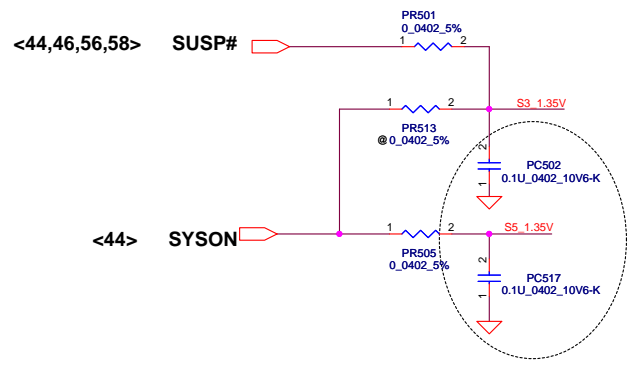 PR501
0_0402_5%
<44,46,56,58> SUSP#
1 2
1 2 S3_1.35V
PR513
@0_0402_5%
2
PC502
0.1U_0402_10V6-K
1
<44> SYSON
1 2 S5_1.35V
PR505
0_0402_5%
2
PC517
0.1U_0402_10V6-K
1